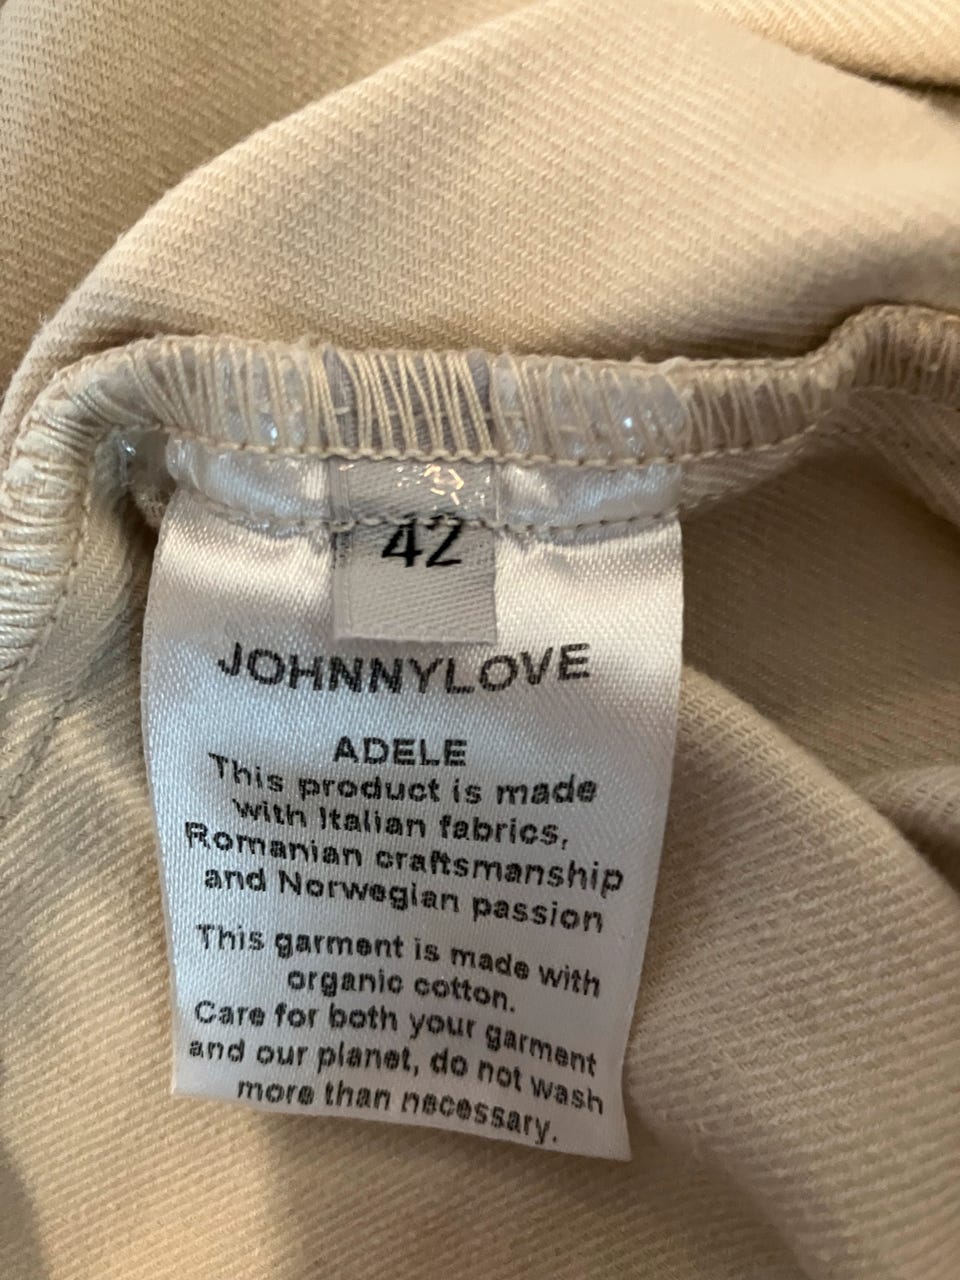 42
JOHNNYLOVE
ADELE
This product is made
with Italian fabrics,
Romanian craftsmanship
and Norwegian passion
This garment is made with
organic cotton.
Care for both your garment
and our planet, do not wash
more than necessary.